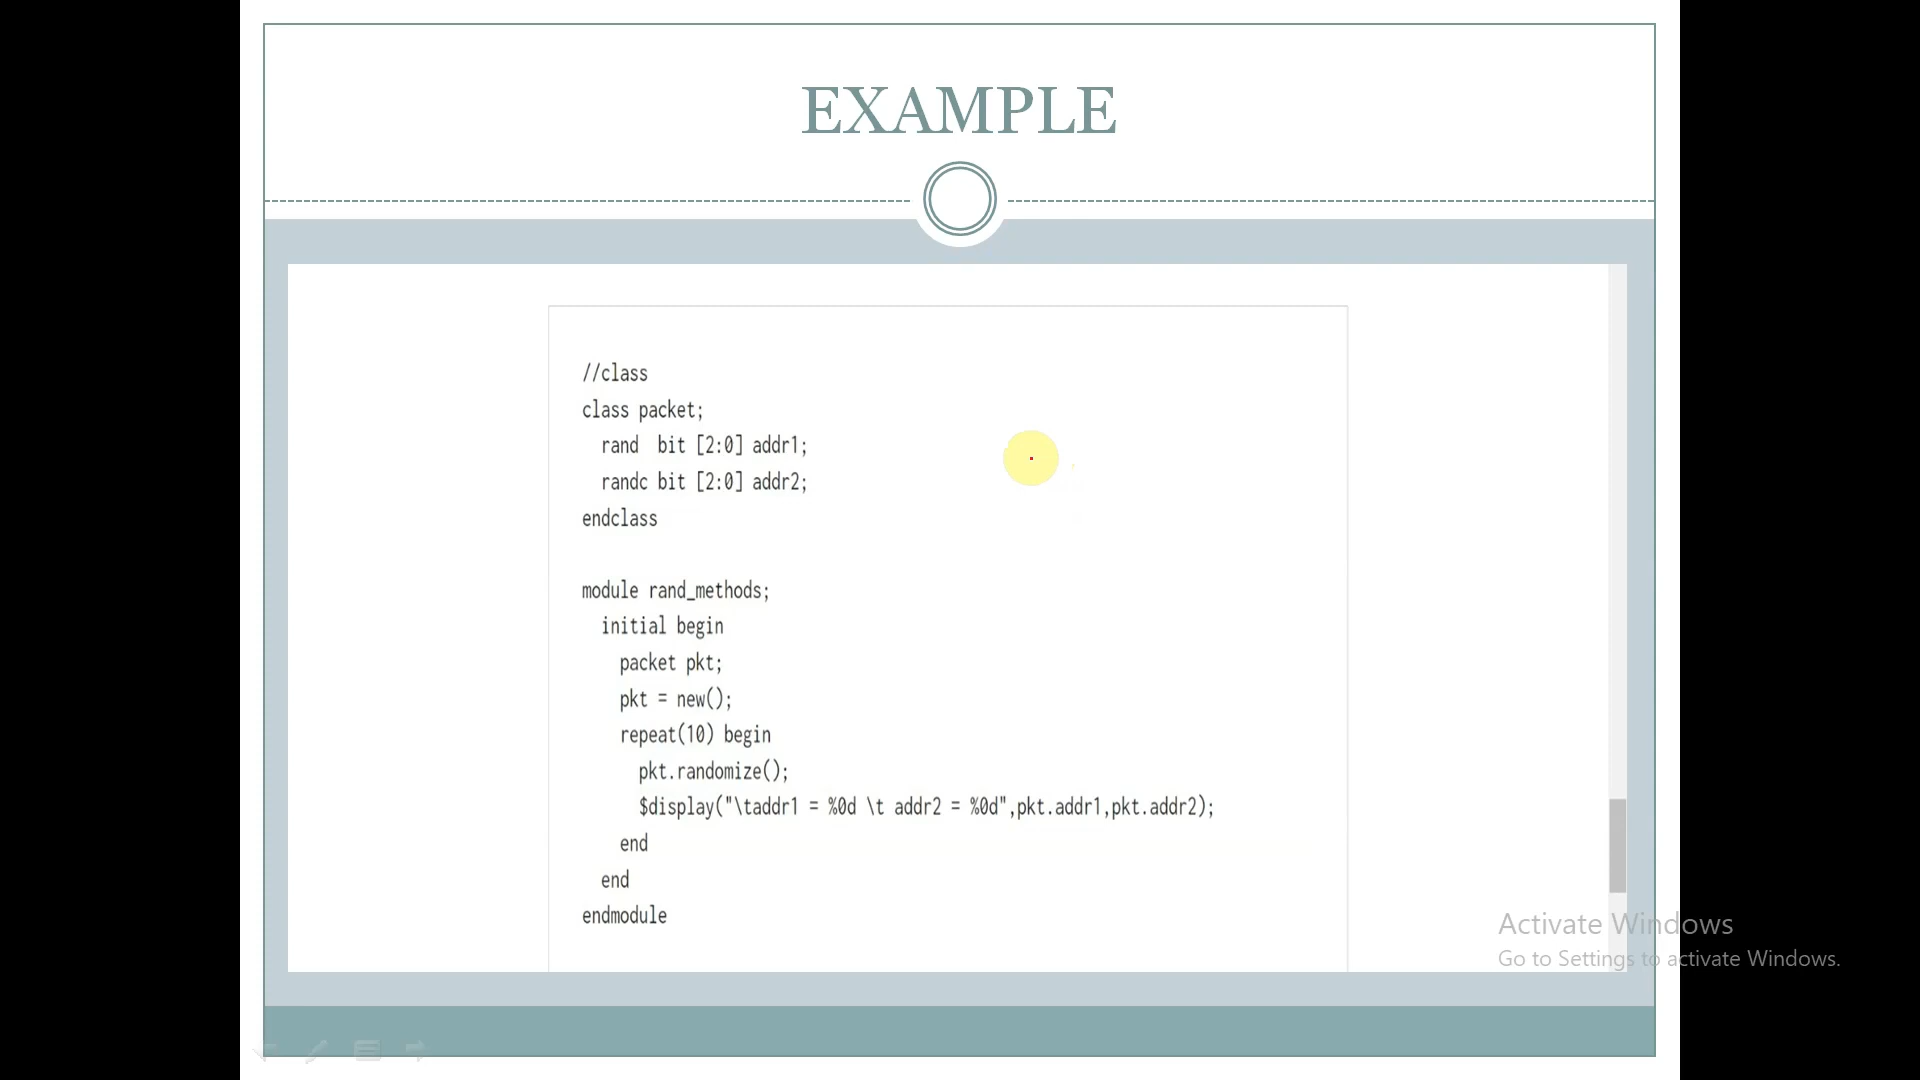 EXAMPLE
//class
class packet;
rand  bit [2:0] addr1;
randc bit [2:0] addr2;
endclass
module rand_methods;
initial begin
packet pkt;
pkt = new();
repeat(10) begin
pkt.randomize();
$display("\taddr1 = %0d \t addr2 = %0d",pkt.addr1,pkt.addr2);
end
end
endmodule
Activate Windows
Go to Settings to activate Windows.